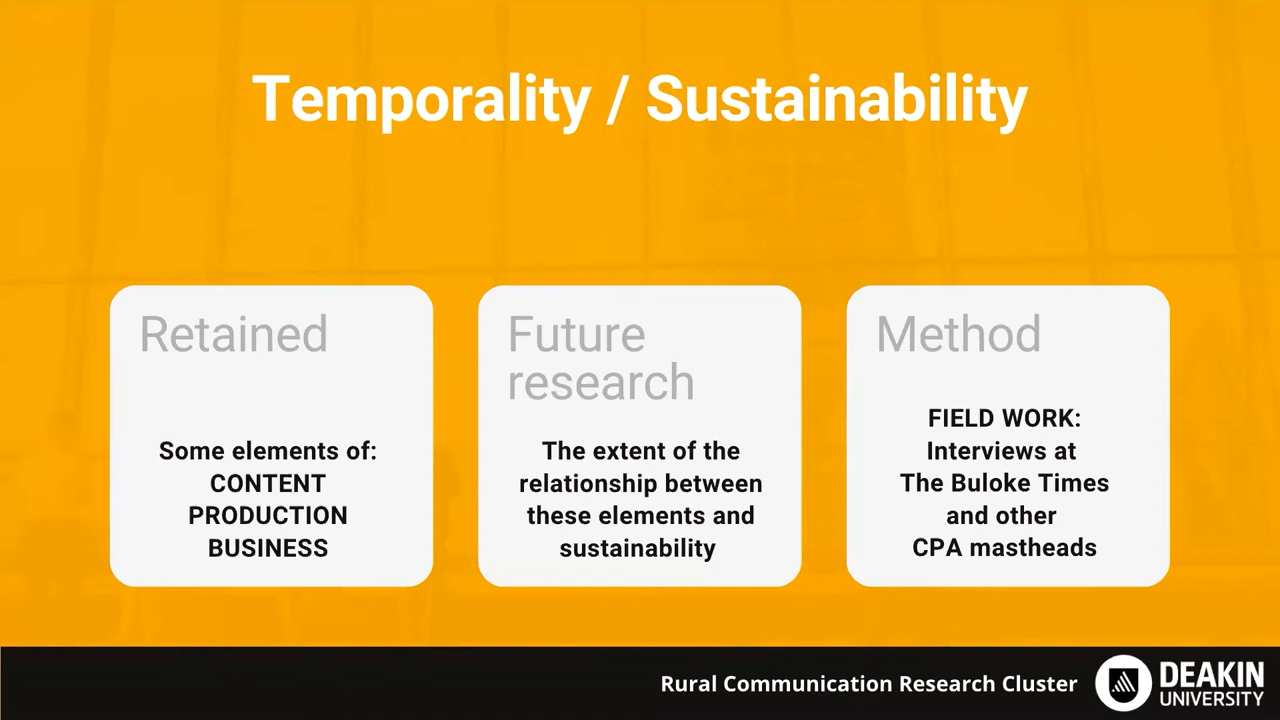 Temporality / Sustainability
Retained
Some elements of:
CONTENT
PRODUCTION
BUSINESS
Future
research
The extent of the
relationship between
these elements and
sustainability
Method
FIELD WORK:
Interviews at
The Buloke Times
and other
CPA mastheads
Rural Communication Research Cluster
DEAKIN
UNIVERSITY